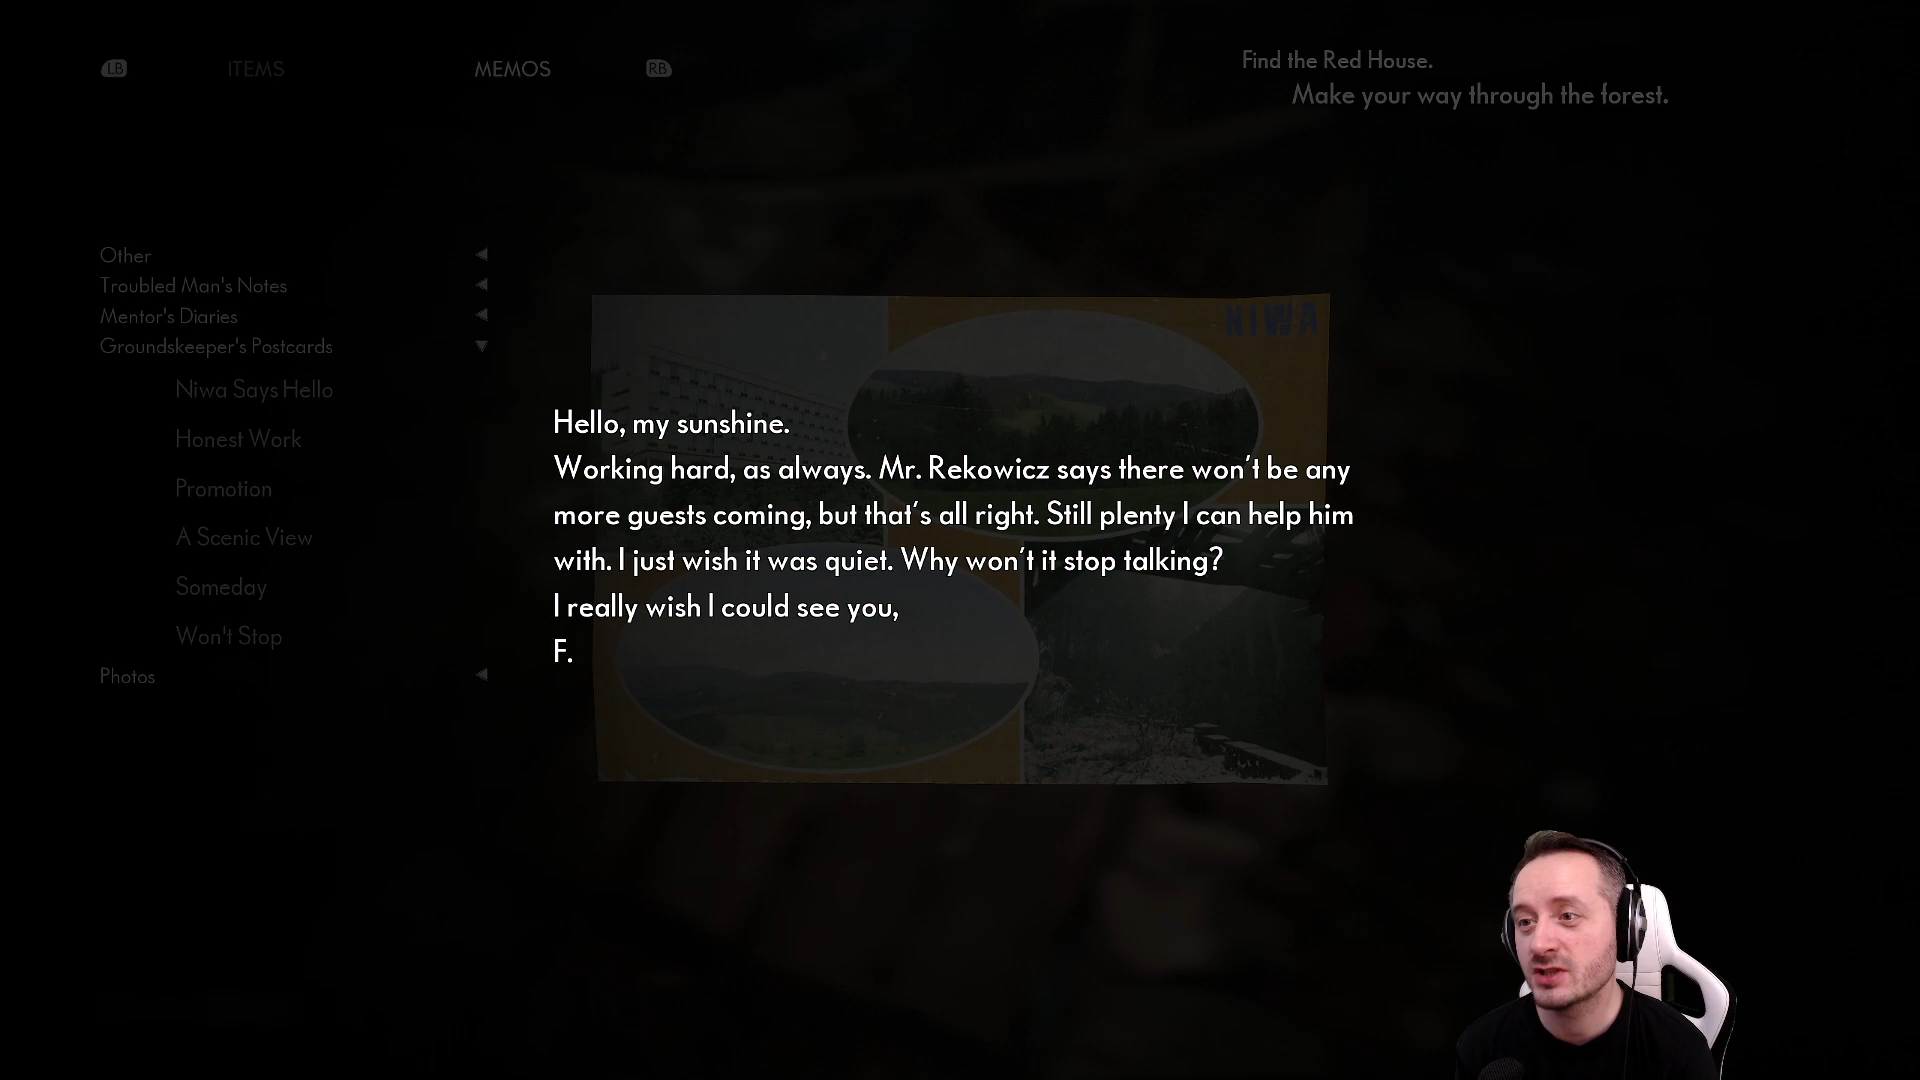 LB ITEMS MEMOS RB
Find the Red House.
Make your way through the forest.
Other
Troubled Man's Notes
Mentor's Diaries
Groundskeeper's Postcards
Niwa Says Hello
Honest Work
Promotion
A Scenic View
Someday
Won't Stop
Photos
NIWA
Hello, my sunshine.
Working hard, as always. Mr. Rekowicz says there won't be any
more guests coming, but that's all right. Still plenty I can help him
with. I just wish it was quiet. Why won't it stop talking?
I really wish I could see you,
F.